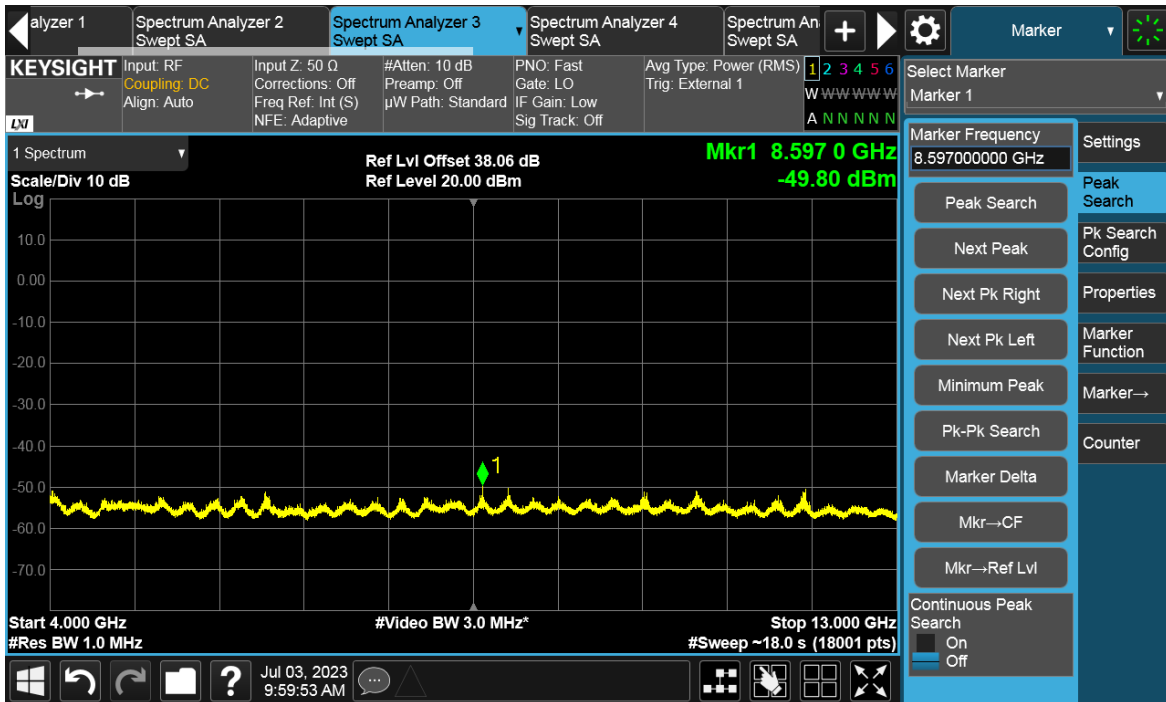 alyzer 1
Spectrum Analyzer 2
Swept SA
Spectrum Analyzer 3
Swept SA
Spectrum Analyzer 4
Swept SA
Spectrum An
Swept SA
+
Marker
KEYSIGHT
LXI
Input: RF
Coupling: DC
Align: Auto
Input Z: 50 Ω
Corrections: Off
Freq Ref: Int (S)
NFE: Adaptive
#Atten: 10 dB
Preamp: Off
µW Path: Standard
PNO: Fast
Gate: LO
IF Gain: Low
Sig Track: Off
Avg Type: Power (RMS)
Trig: External 1
1 2 3 4 5 6
W W W W W W
A N N N N N
Select Marker
Marker 1
1 Spectrum
Scale/Div 10 dB
Log
Ref Lvl Offset 38.06 dB
Ref Level 20.00 dBm
Mkr1 8.597 0 GHz
-49.80 dBm
10.0
0.00
-10.0
-20.0
-30.0
-40.0
-50.0
-60.0
-70.0
1
Start 4.000 GHz
#Res BW 1.0 MHz
#Video BW 3.0 MHz*
Stop 13.000 GHz
#Sweep ~18.0 s (18001 pts)
Marker Frequency
8.597000000 GHz
Peak Search
Next Peak
Next Pk Right
Next Pk Left
Minimum Peak
Pk-Pk Search
Marker Delta
Mkr→CF
Mkr→Ref Lvl
Continuous Peak
Search
On
Off
Settings
Peak
Search
Pk Search
Config
Properties
Marker
Function
Marker→
Counter
?
Jul 03, 2023
9:59:53 AM